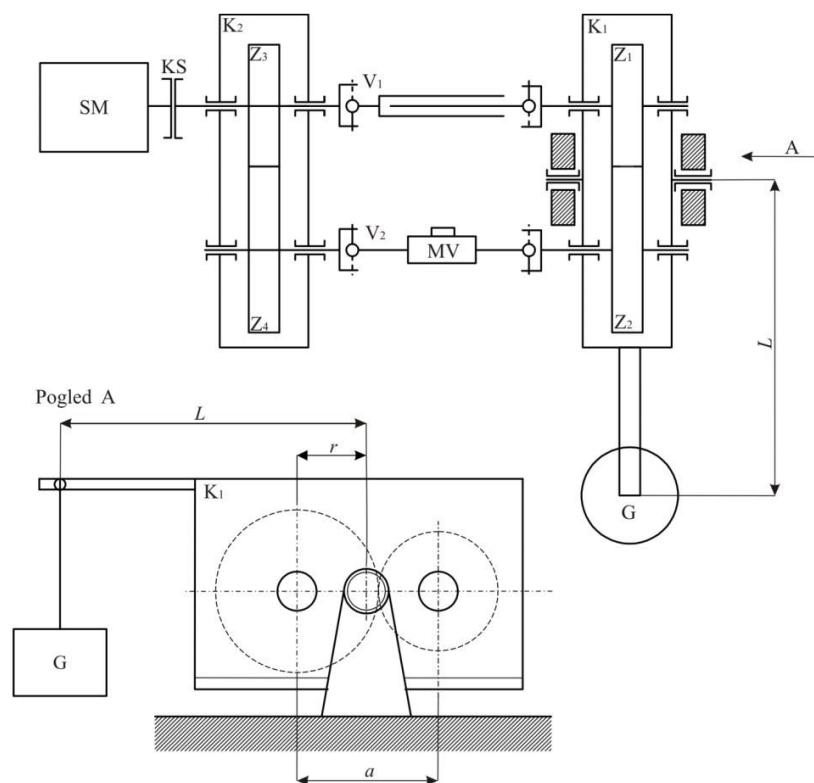 K₂
K₁
Z₃
Z₁
KS
V₁
SM
A
V₂
MV
Z₄
Z₂
L
Pogled A
L
r
K₁
G
G
a